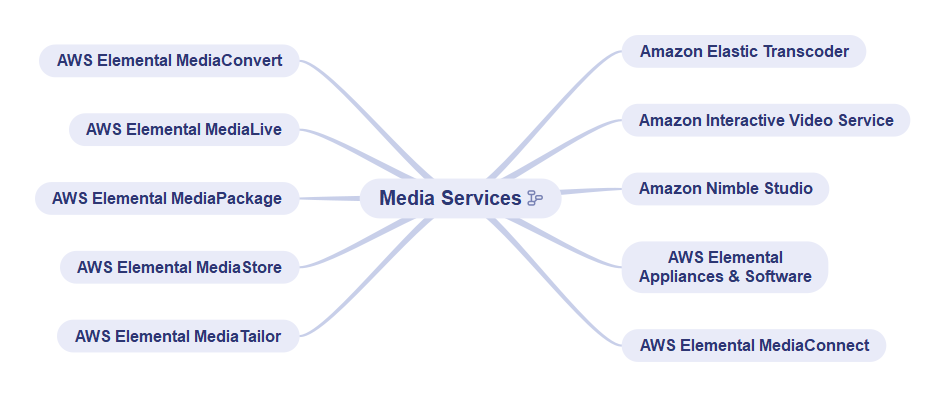 Media Services
Amazon Elastic Transcoder
Amazon Interactive Video Service
Amazon Nimble Studio
AWS Elemental
Appliances & Software
AWS Elemental MediaConnect
AWS Elemental MediaConvert
AWS Elemental MediaLive
AWS Elemental MediaPackage
AWS Elemental MediaStore
AWS Elemental MediaTailor